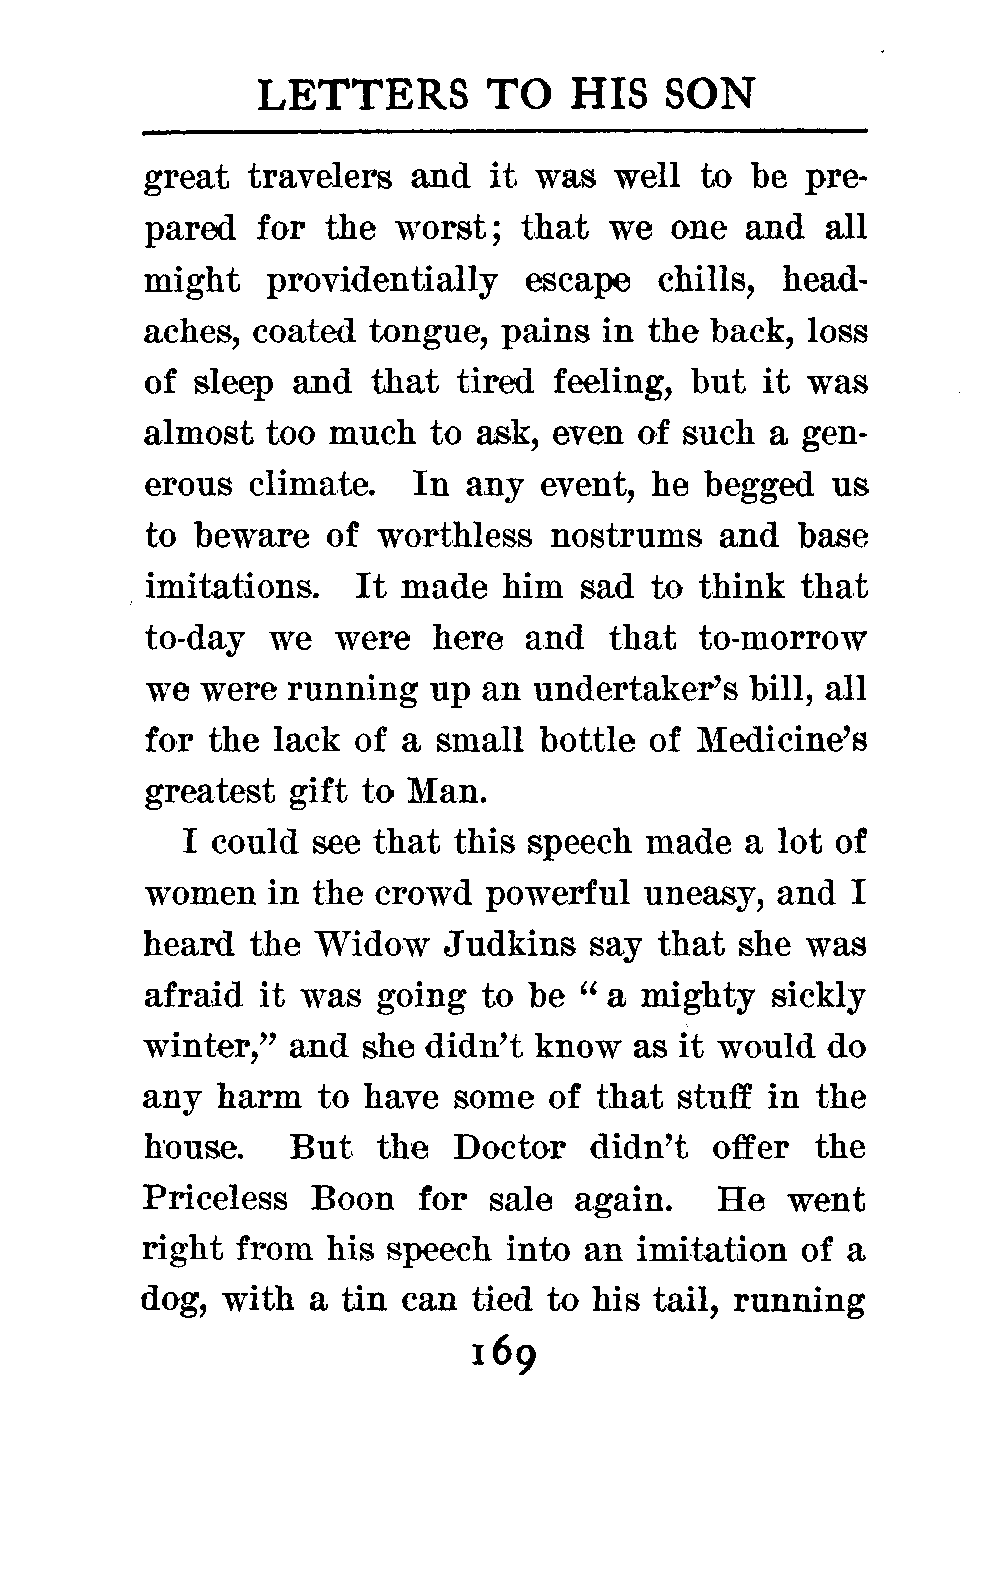 LETTERS TO HIS SON
great travelers and it was well to be pre-
pared for the worst; that we one and all
might providentially escape chills, head-
aches, coated tongue, pains in the back, loss
of sleep and that tired feeling, but it was
almost too much to ask, even of such a gen-
erous climate. In any event, he begged us
to beware of worthless nostrums and base
imitations. It made him sad to think that
to-day we were here and that to-morrow
we were running up an undertaker's bill, all
for the lack of a small bottle of Medicine's
greatest gift to Man.
I could see that this speech made a lot of
women in the crowd powerful uneasy, and I
heard the Widow Judkins say that she was
afraid it was going to be " a mighty sickly
winter," and she didn't know as it would do
any harm to have some of that stuff in the
house. But the Doctor didn't offer the
Priceless Boon for sale again. He went
right from his speech into an imitation of a
dog, with a tin can tied to his tail, running
169